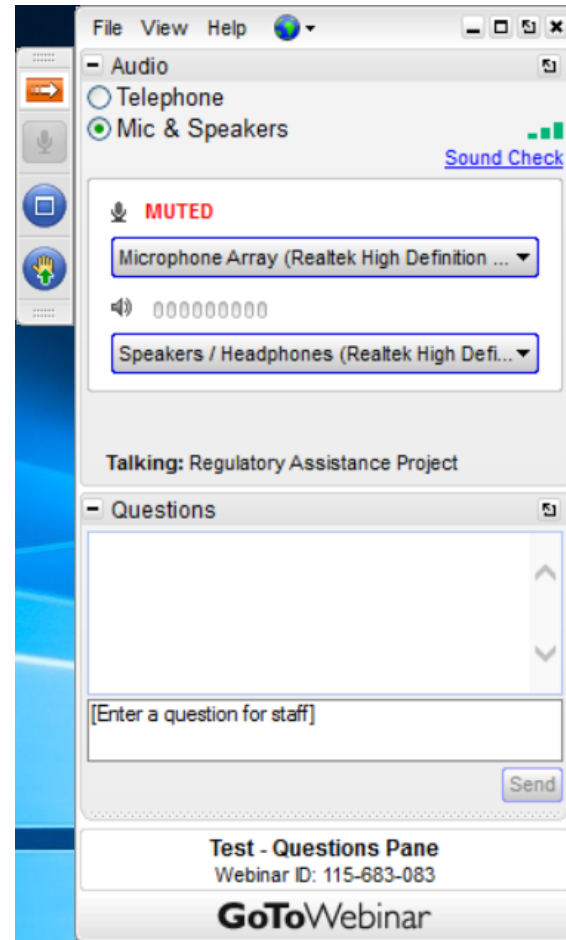 File View Help
Audio
Telephone
Mic & Speakers
Sound Check
MUTED
Microphone Array (Realtek High Definition ...
000000000
Speakers / Headphones (Realtek High Defi...
Talking: Regulatory Assistance Project
Questions
[Enter a question for staff]
Send
Test - Questions Pane
Webinar ID: 115-683-083
GoToWebinar